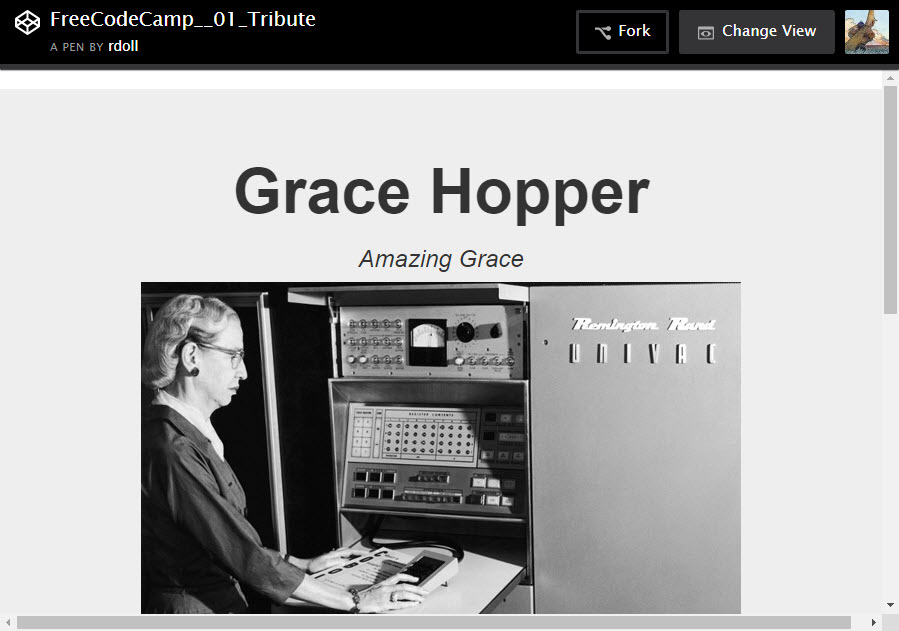 FreeCodeCamp__01_Tribute
A PEN BY rdoll
Fork
Change View
Grace Hopper
Amazing Grace
Remington Rand
UNIVAC
REGISTER CONTENTS